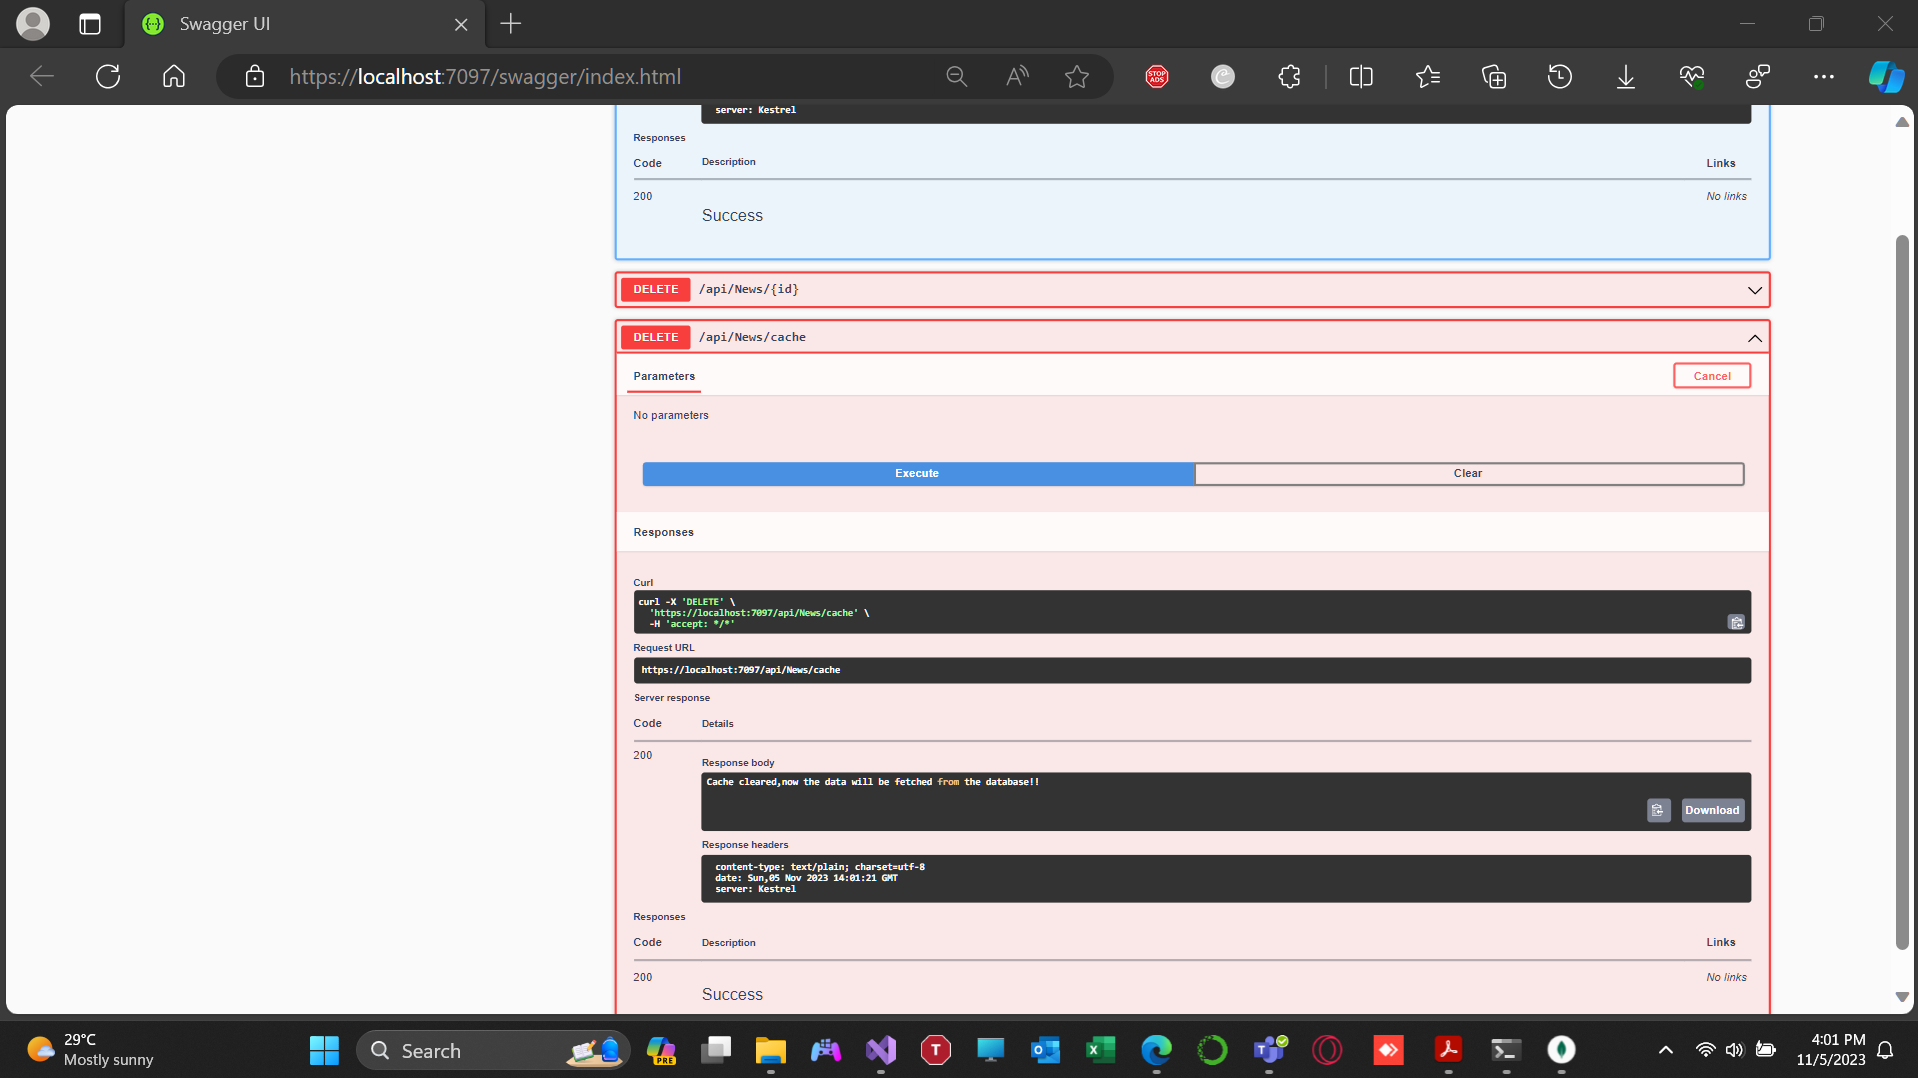 Swagger UI
https://localhost:7097/swagger/index.html
STOP ADS
server: Kestrel
Responses
Code Description Links
200 No links
Success
DELETE /api/News/{id}
DELETE /api/News/cache
Parameters Cancel
No parameters
Execute Clear
Responses
Curl
curl -X 'DELETE' \
'https://localhost:7097/api/News/cache' \
-H 'accept: */*'
Request URL
https://localhost:7097/api/News/cache
Server response
Code Details
200
Response body
Cache cleared,now the data will be fetched from the database!!
Download
Response headers
content-type: text/plain; charset=utf-8
date: Sun,05 Nov 2023 14:01:21 GMT
server: Kestrel
Responses
Code Description Links
200 No links
Success
29°C
Mostly sunny
Search
PRE
4:01 PM
11/5/2023